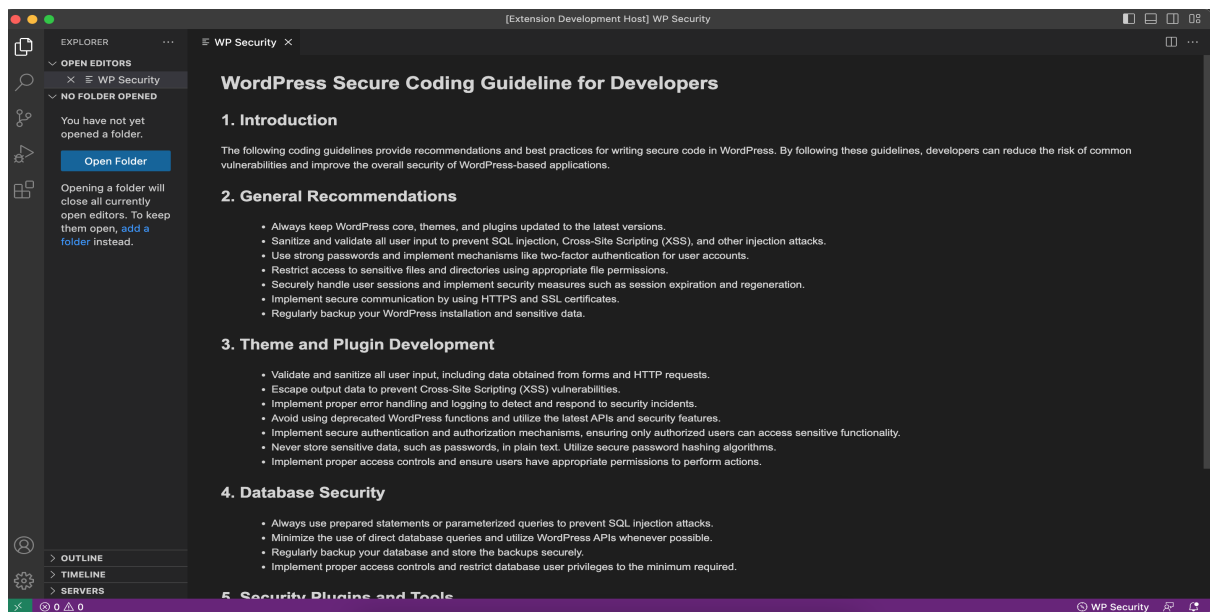 [Extension Development Host] WP Security
EXPLORER
OPEN EDITORS
WP Security
NO FOLDER OPENED
You have not yet
opened a folder.
Open Folder
Opening a folder will
close all currently
open editors. To keep
them open, add a
folder instead.
OUTLINE
TIMELINE
SERVERS
WP Security
WordPress Secure Coding Guideline for Developers
1. Introduction
The following coding guidelines provide recommendations and best practices for writing secure code in WordPress. By following these guidelines, developers can reduce the risk of common
vulnerabilities and improve the overall security of WordPress-based applications.
2. General Recommendations
• Always keep WordPress core, themes, and plugins updated to the latest versions.
• Sanitize and validate all user input to prevent SQL injection, Cross-Site Scripting (XSS), and other injection attacks.
• Use strong passwords and implement mechanisms like two-factor authentication for user accounts.
• Restrict access to sensitive files and directories using appropriate file permissions.
• Securely handle user sessions and implement security measures such as session expiration and regeneration.
• Implement secure communication by using HTTPS and SSL certificates.
• Regularly backup your WordPress installation and sensitive data.
3. Theme and Plugin Development
• Validate and sanitize all user input, including data obtained from forms and HTTP requests.
• Escape output data to prevent Cross-Site Scripting (XSS) vulnerabilities.
• Implement proper error handling and logging to detect and respond to security incidents.
• Avoid using deprecated WordPress functions and utilize the latest APIs and security features.
• Implement secure authentication and authorization mechanisms, ensuring only authorized users can access sensitive functionality.
• Never store sensitive data, such as passwords, in plain text. Utilize secure password hashing algorithms.
• Implement proper access controls and ensure users have appropriate permissions to perform actions.
4. Database Security
• Always use prepared statements or parameterized queries to prevent SQL injection attacks.
• Minimize the use of direct database queries and utilize WordPress APIs whenever possible.
• Regularly backup your database and store the backups securely.
• Implement proper access controls and restrict database user privileges to the minimum required.
5. Security Plugins and Tools
0 0
WP Security